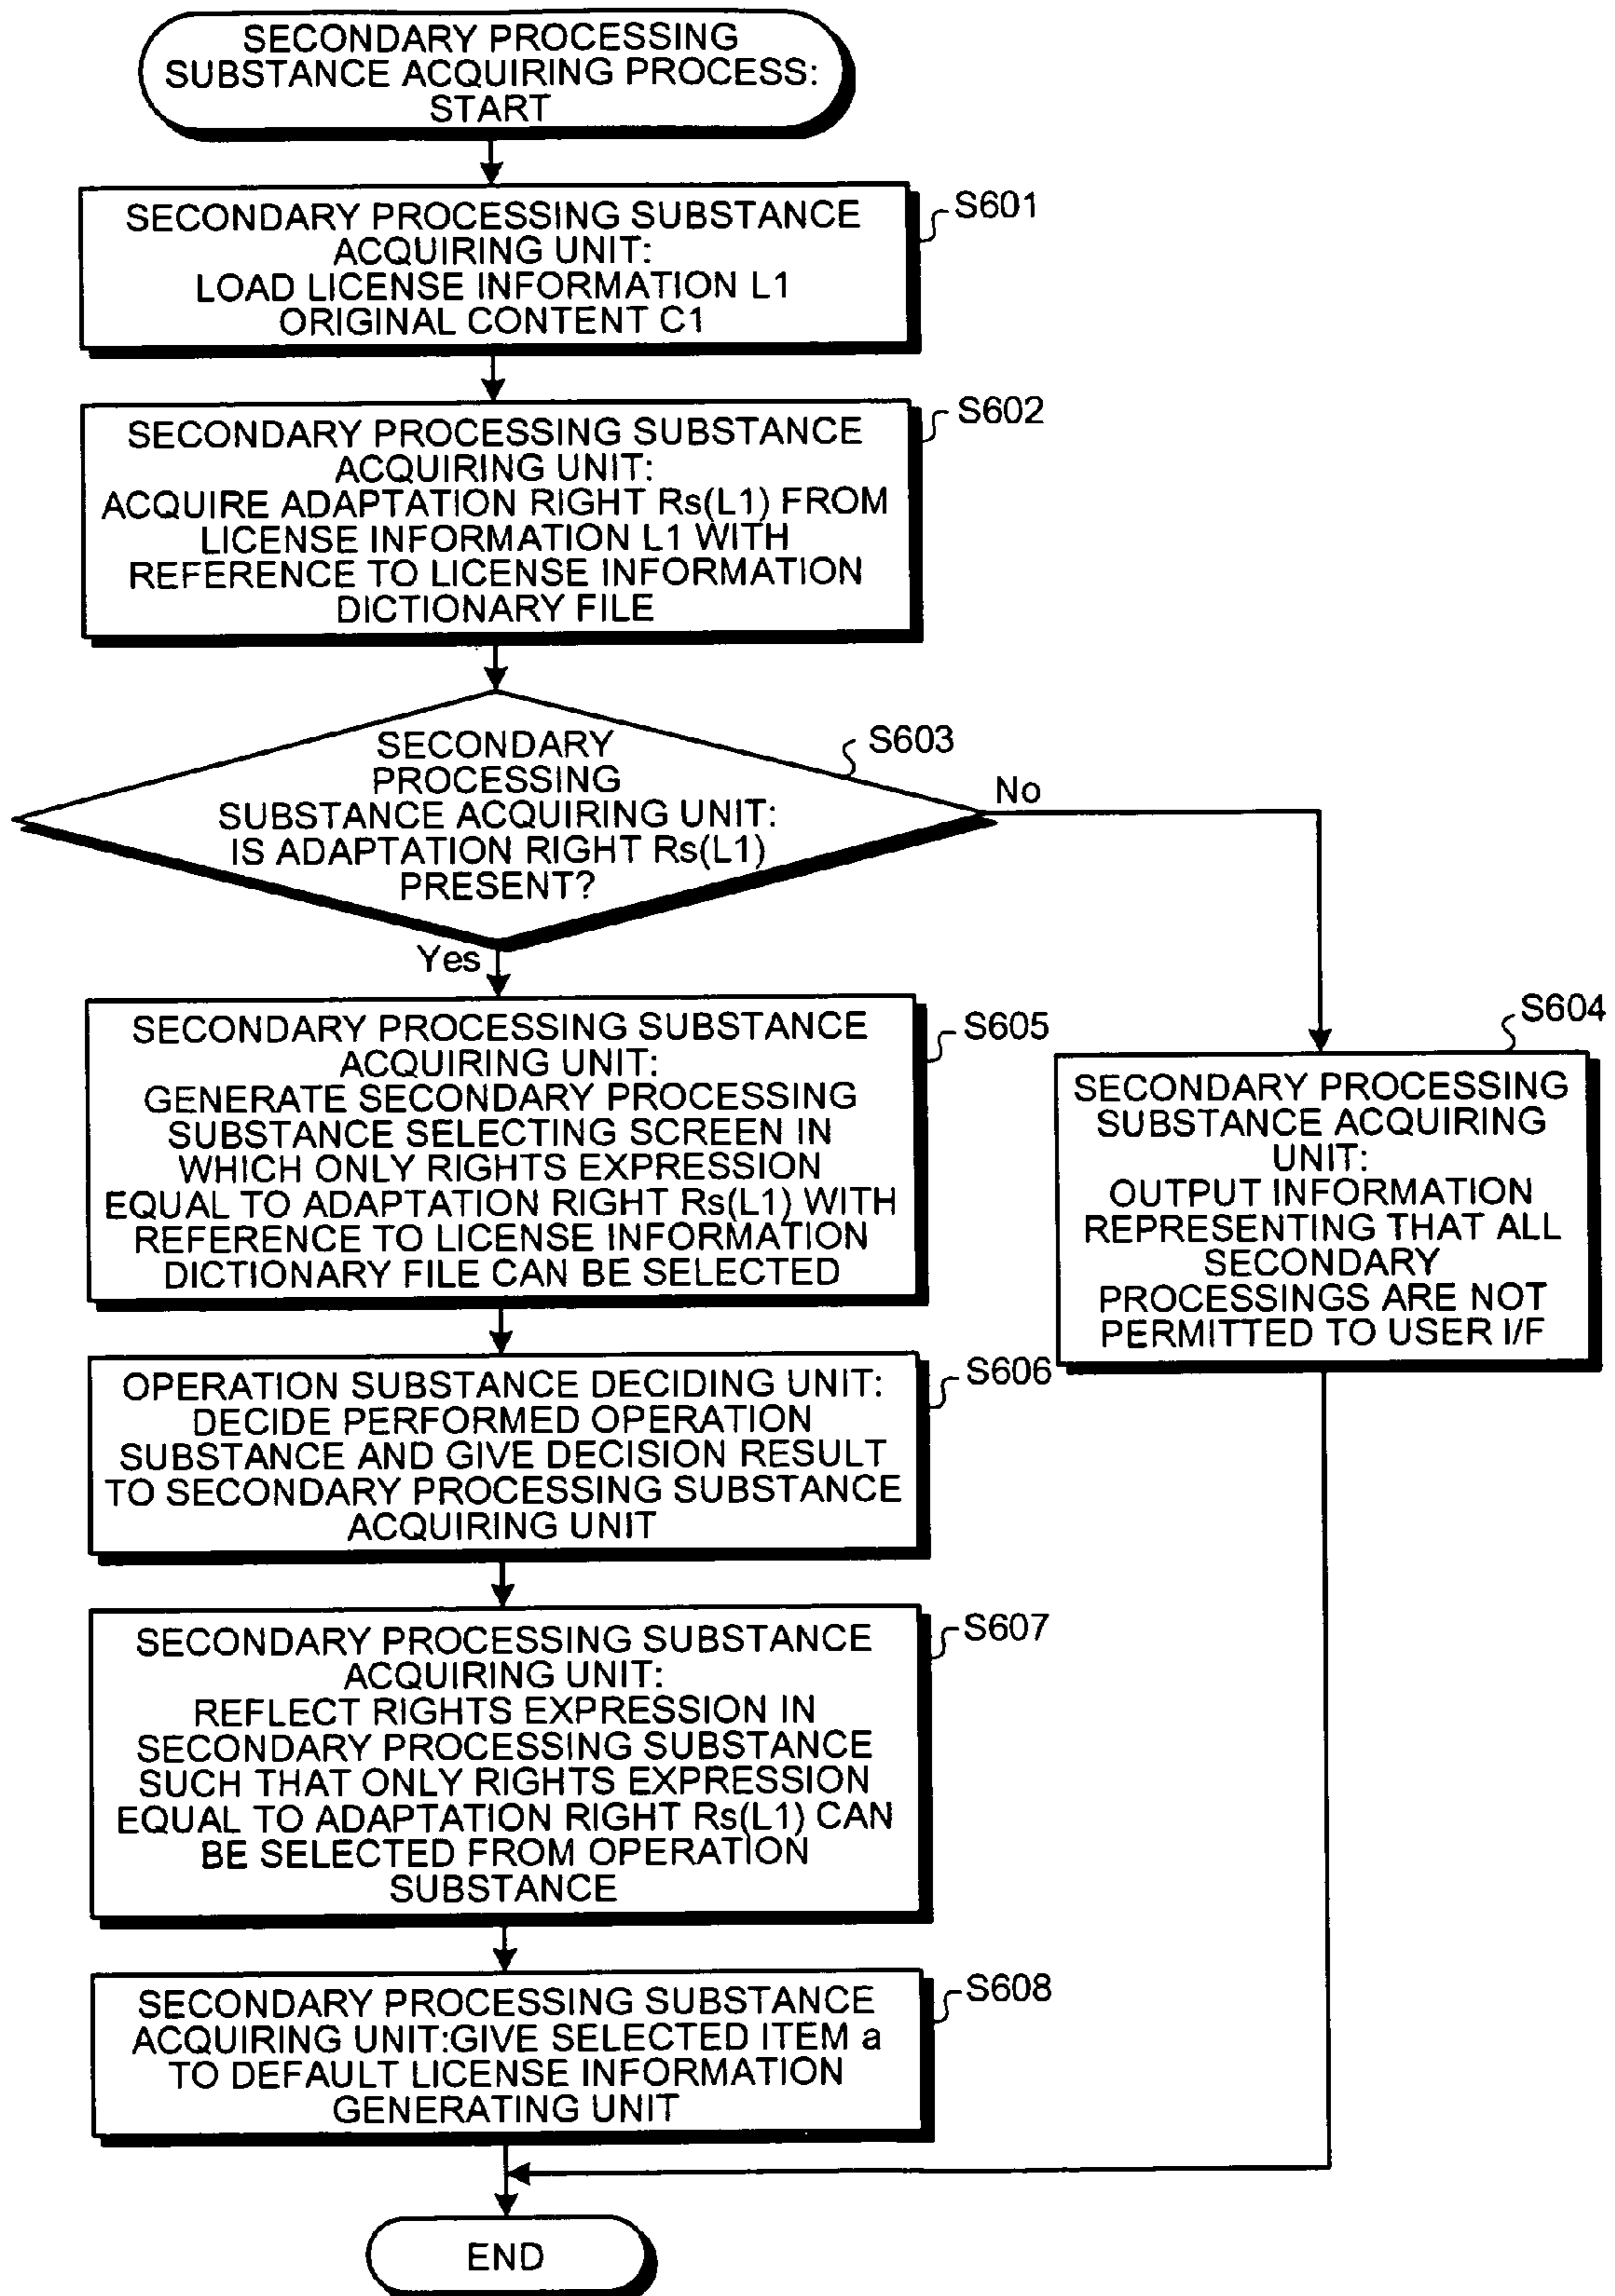 SECONDARY PROCESSING
SUBSTANCE ACQUIRING PROCESS:
START
SECONDARY PROCESSING SUBSTANCE
ACQUIRING UNIT:
LOAD LICENSE INFORMATION L1
ORIGINAL CONTENT C1
S601
SECONDARY PROCESSING SUBSTANCE
ACQUIRING UNIT:
ACQUIRE ADAPTATION RIGHT Rs(L1) FROM
LICENSE INFORMATION L1 WITH
REFERENCE TO LICENSE INFORMATION
DICTIONARY FILE
S602
SECONDARY
PROCESSING
SUBSTANCE ACQUIRING UNIT:
IS ADAPTATION RIGHT Rs(L1)
PRESENT?
S603
No
Yes
SECONDARY PROCESSING
SUBSTANCE ACQUIRING
UNIT:
OUTPUT INFORMATION
REPRESENTING THAT ALL
SECONDARY
PROCESSINGS ARE NOT
PERMITTED TO USER I/F
S604
SECONDARY PROCESSING SUBSTANCE
ACQUIRING UNIT:
GENERATE SECONDARY PROCESSING
SUBSTANCE SELECTING SCREEN IN
WHICH ONLY RIGHTS EXPRESSION
EQUAL TO ADAPTATION RIGHT Rs(L1) WITH
REFERENCE TO LICENSE INFORMATION
DICTIONARY FILE CAN BE SELECTED
S605
OPERATION SUBSTANCE DECIDING UNIT:
DECIDE PERFORMED OPERATION
SUBSTANCE AND GIVE DECISION RESULT
TO SECONDARY PROCESSING SUBSTANCE
ACQUIRING UNIT
S606
SECONDARY PROCESSING SUBSTANCE
ACQUIRING UNIT:
REFLECT RIGHTS EXPRESSION IN
SECONDARY PROCESSING SUBSTANCE
SUCH THAT ONLY RIGHTS EXPRESSION
EQUAL TO ADAPTATION RIGHT Rs(L1) CAN
BE SELECTED FROM OPERATION
SUBSTANCE
S607
SECONDARY PROCESSING SUBSTANCE
ACQUIRING UNIT:GIVE SELECTED ITEM a
TO DEFAULT LICENSE INFORMATION
GENERATING UNIT
S608
END